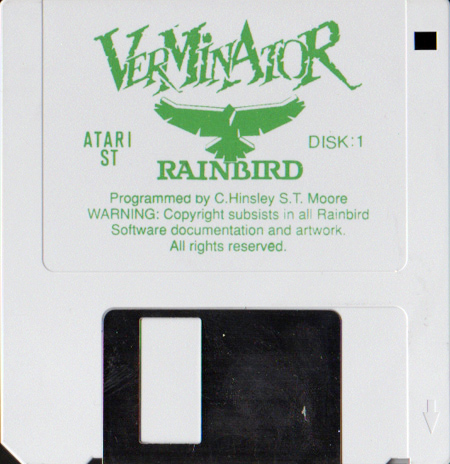 VERMINATOR
ATARI ST
DISK:1
RAINBIRD
Programmed by C.Hinsley S.T. Moore
WARNING: Copyright subsists in all Rainbird
Software documentation and artwork.
All rights reserved.